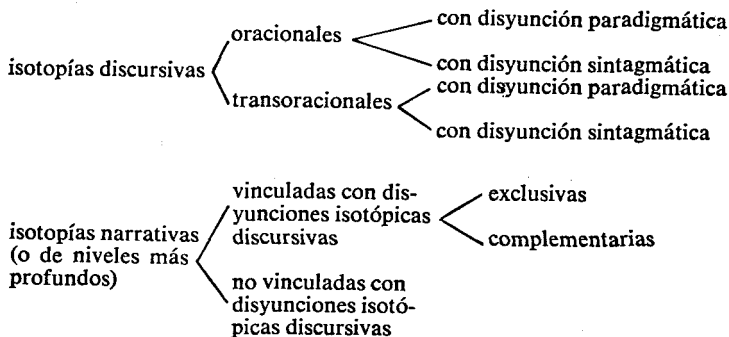 oracionales
con disyunción paradigmática
isotopías discursivas
con disyunción sintagmática
transoracionales
con disyunción paradigmática
con disyunción sintagmática
vinculadas con dis-
yunciones isotópicas
discursivas
exclusivas
complementarias
isotopías narrativas
(o de niveles más
profundos)
no vinculadas con
disyunciones isotó-
picas discursivas